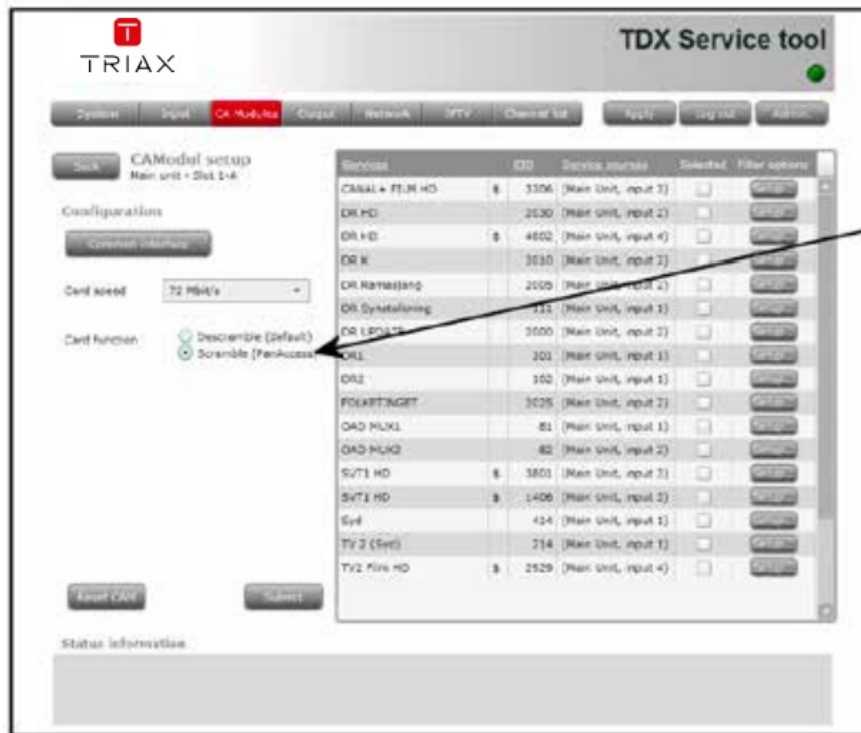 TRIAX
TDX Service tool
System Input CA Modules Output Network IPTV Channel list Apply Log out Admin
Back CAModul setup
Main unit - Slot 1-A
Configuration
Common interface
Card speed 72 Mbit/s
Card function Descramble (Default)
Scramble (PanAccess
Reset CAM Submit
Services SID Service sources Selected Filter options
CANAL+ FILM HD $ 3306 (Main Unit, input 3)
DR HD 2030 (Main Unit, input 2)
DR HD $ 4602 (Main Unit, input 4)
DR K 2010 (Main Unit, input 2)
DR Ramasjang 2005 (Main Unit, input 2)
DR Synstolkning (Main Unit, input 1)
DR UPDATE 2000 (Main Unit, input 2)
DR1 101 (Main Unit, input 1)
DR2 102 (Main Unit, input 1)
FOLKETINGET 2025 (Main Unit, input 2)
OAD MUX1 81 (Main Unit, input 1)
OAD MUX2 82 (Main Unit, input 2)
SVT1 HD $ 3801 (Main Unit, input 3)
SVT1 HD $ 1406 (Main Unit, input 3)
Syd 414 (Main Unit, input 1)
TV 2 (Syd) 214 (Main Unit, input 1)
TV2 Film HD $ 2529 (Main Unit, input 4)
Status information